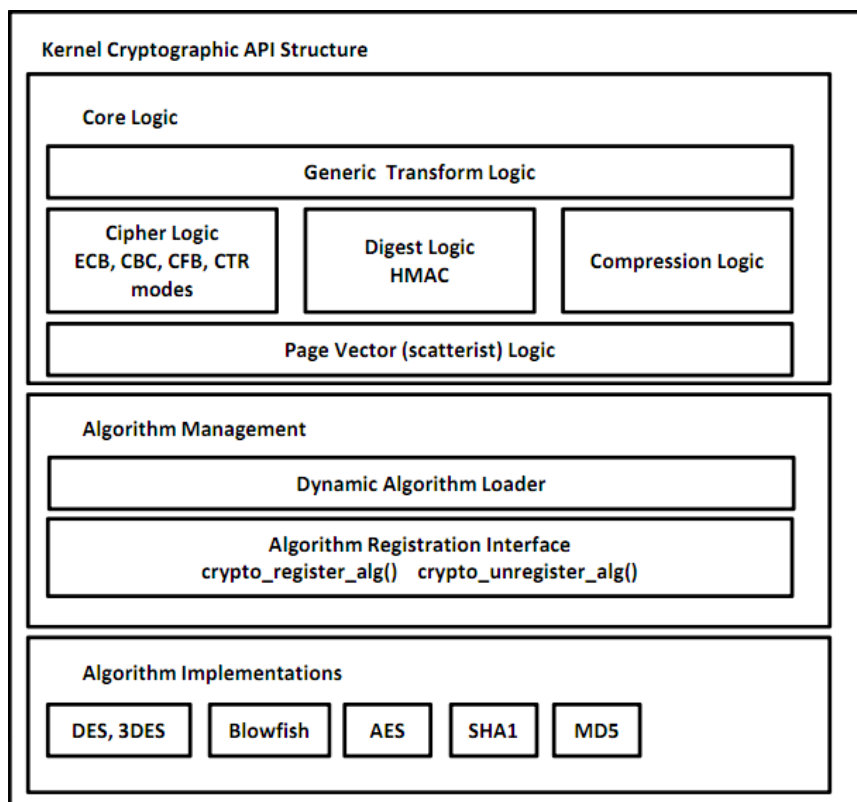 Kernel Cryptographic API Structure
Core Logic
Generic Transform Logic
Cipher Logic
ECB, CBC, CFB, CTR
modes
Digest Logic
HMAC
Compression Logic
Page Vector (scatterist) Logic
Algorithm Management
Dynamic Algorithm Loader
Algorithm Registration Interface
crypto_register_alg() crypto_unregister_alg()
Algorithm Implementations
DES, 3DES
Blowfish
AES
SHA1
MD5